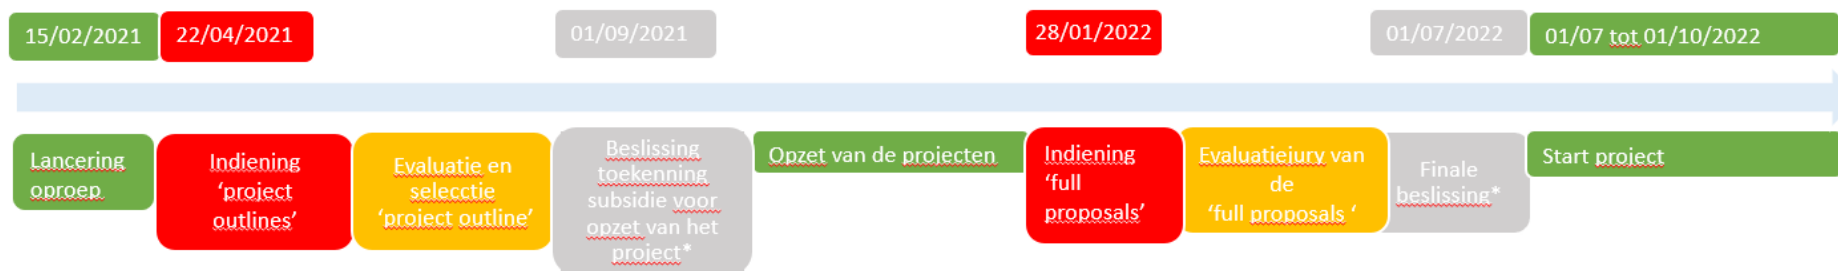 15/02/2021
22/04/2021
01/09/2021
28/01/2022
01/07/2022
01/07 tot 01/10/2022
Lancering
oproep
Indiening
‘project
outlines’
Evaluatie en
selecctie
‘project outline’
Beslissing
toekenning
subsidie voor
opzet van het
project*
Opzet van de projecten
Indiening
‘full
proposals’
Evaluatiejury van
de
‘full proposals ‘
Finale
beslissing*
Start project